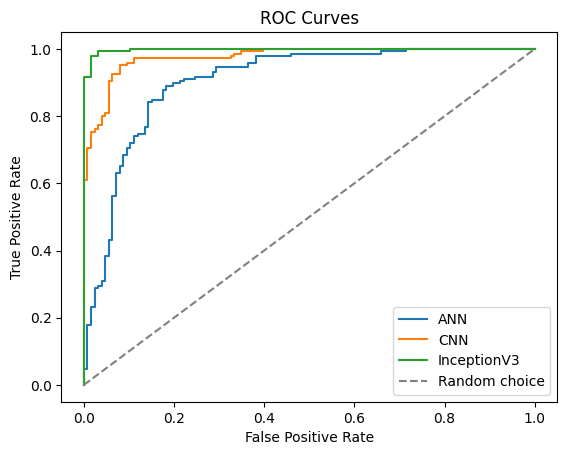 ROC Curves
1.0
0.8
0.6
0.4
0.2
0.0
True Positive Rate
ANN
CNN
InceptionV3
Random choice
0.0 0.2 0.4 0.6 0.8 1.0
False Positive Rate